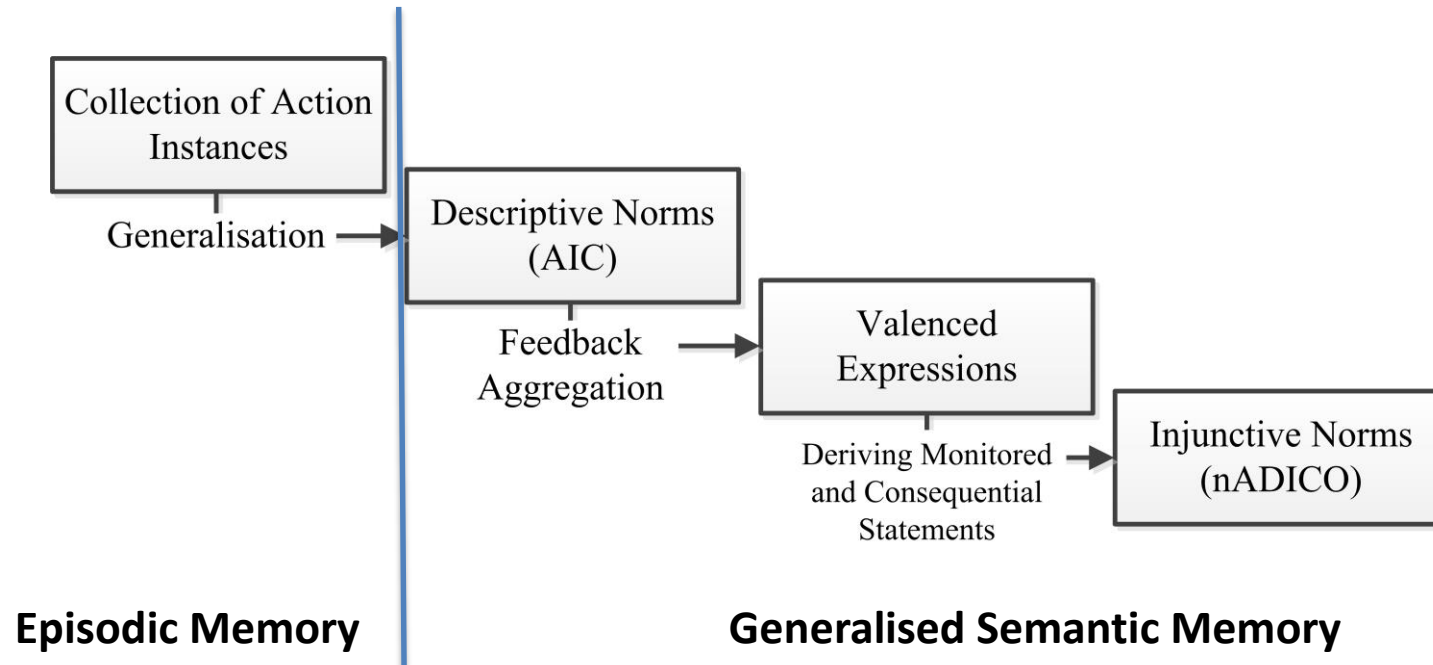 Collection of Action
Instances
Generalisation
Descriptive Norms
(AIC)
Feedback
Aggregation
Valenced
Expressions
Deriving Monitored
and Consequential
Statements
Injunctive Norms
(nADICO)
Episodic Memory
Generalised Semantic Memory